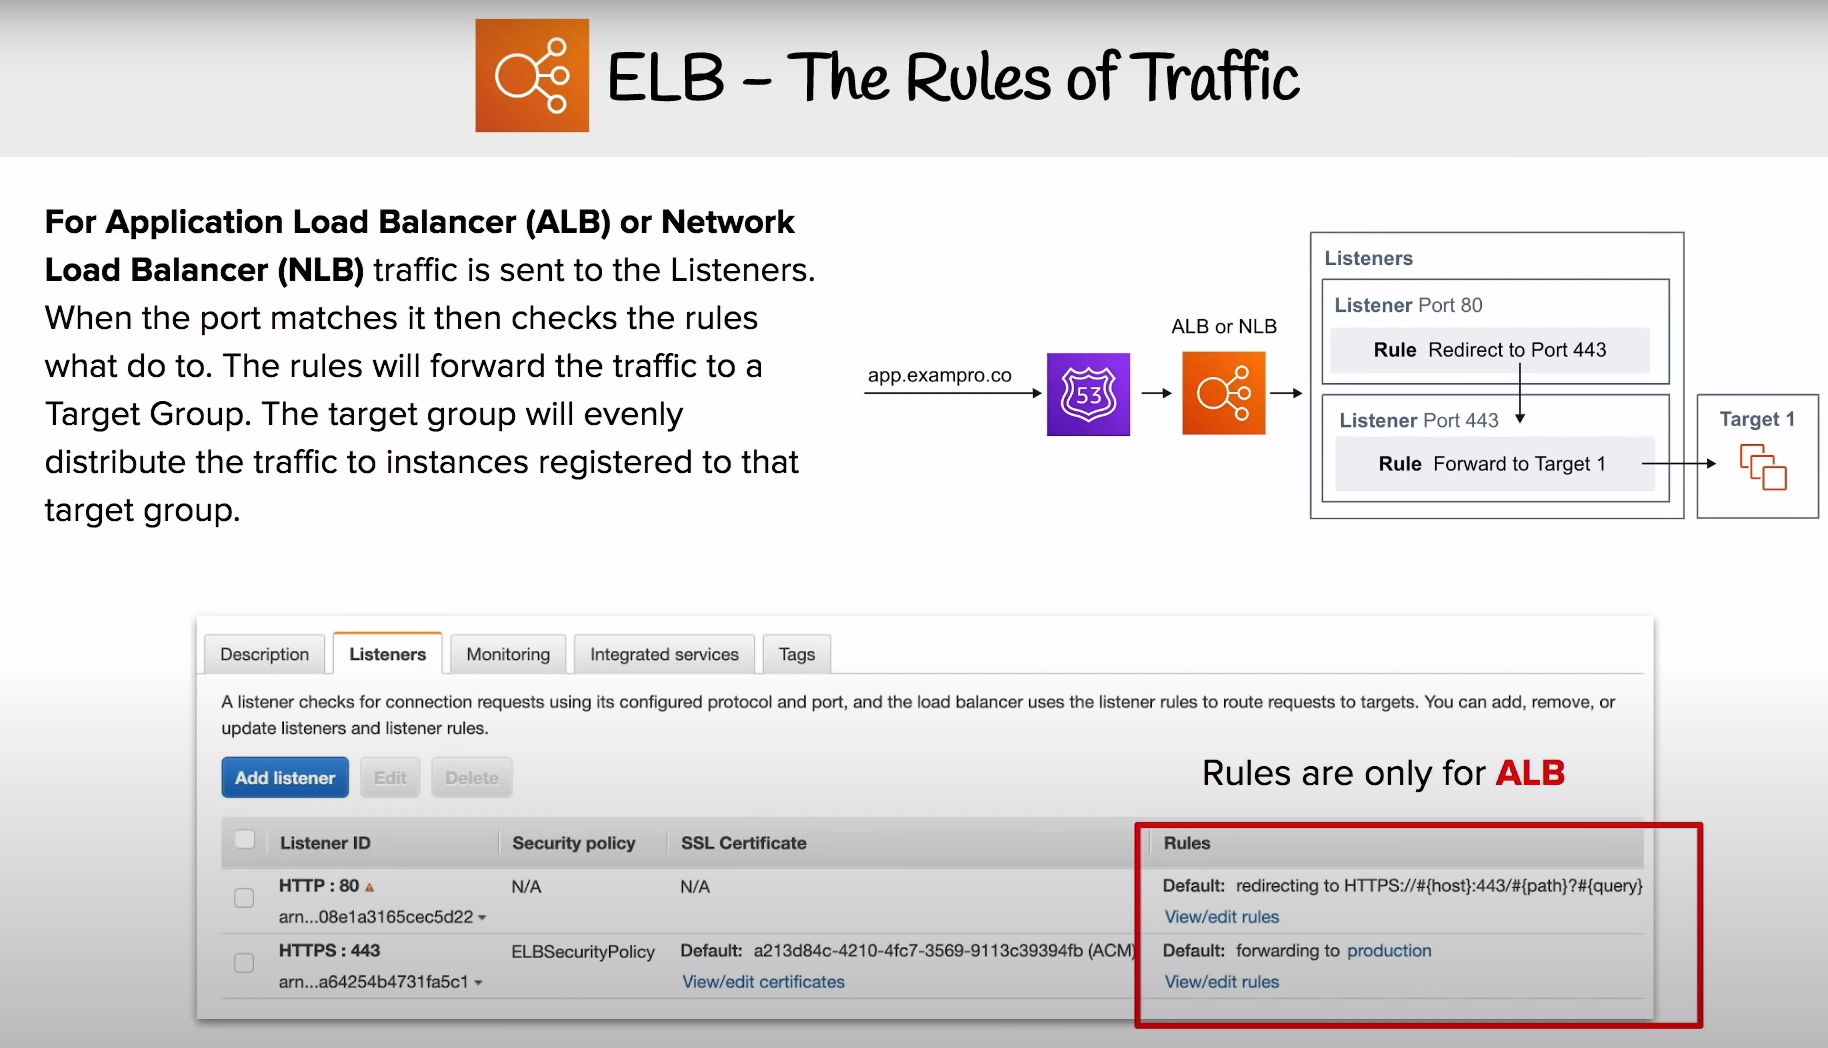 ELB – The Rules of Traffic
For Application Load Balancer (ALB) or Network
Load Balancer (NLB) traffic is sent to the Listeners.
When the port matches it then checks the rules
what do to. The rules will forward the traffic to a
Target Group. The target group will evenly
distribute the traffic to instances registered to that
target group.
app.exampro.co
53
ALB or NLB
Listeners
Listener Port 80
Rule Redirect to Port 443
Listener Port 443
Rule Forward to Target 1
Target 1
Description Listeners Monitoring Integrated services Tags
A listener checks for connection requests using its configured protocol and port, and the load balancer uses the listener rules to route requests to targets. You can add, remove, or
update listeners and listener rules.
Add listener Edit Delete
Rules are only for ALB
Listener ID Security policy SSL Certificate Rules
HTTP : 80 N/A N/A Default: redirecting to HTTPS://#{host}:443/#{path}?#{query}
arn...08e1a3165cec5d22 View/edit rules
HTTPS : 443 ELBSecurityPolicy Default: a213d84c-4210-4fc7-3569-9113c39394fb (ACM) Default: forwarding to production
arn...a64254b4731fa5c1 View/edit certificates View/edit rules